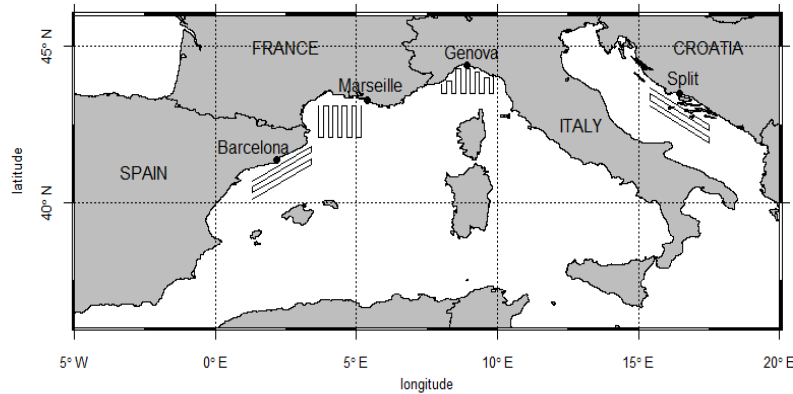 45° N
FRANCE
Genova
CROATIA
Marseille
Split
ITALY
Barcelona
SPAIN
latitude
40° N
5° W
0° E
5° E
10° E
15° E
20° E
longitude